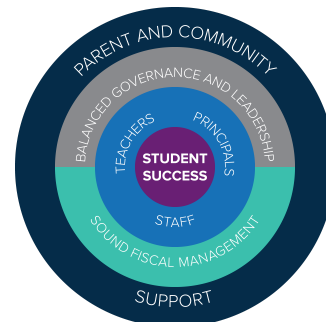 PARENT AND COMMUNITY
BALANCED GOVERNANCE AND LEADERSHIP
TEACHERS
PRINCIPALS
STUDENT
SUCCESS
STAFF
SOUND FISCAL MANAGEMENT
SUPPORT